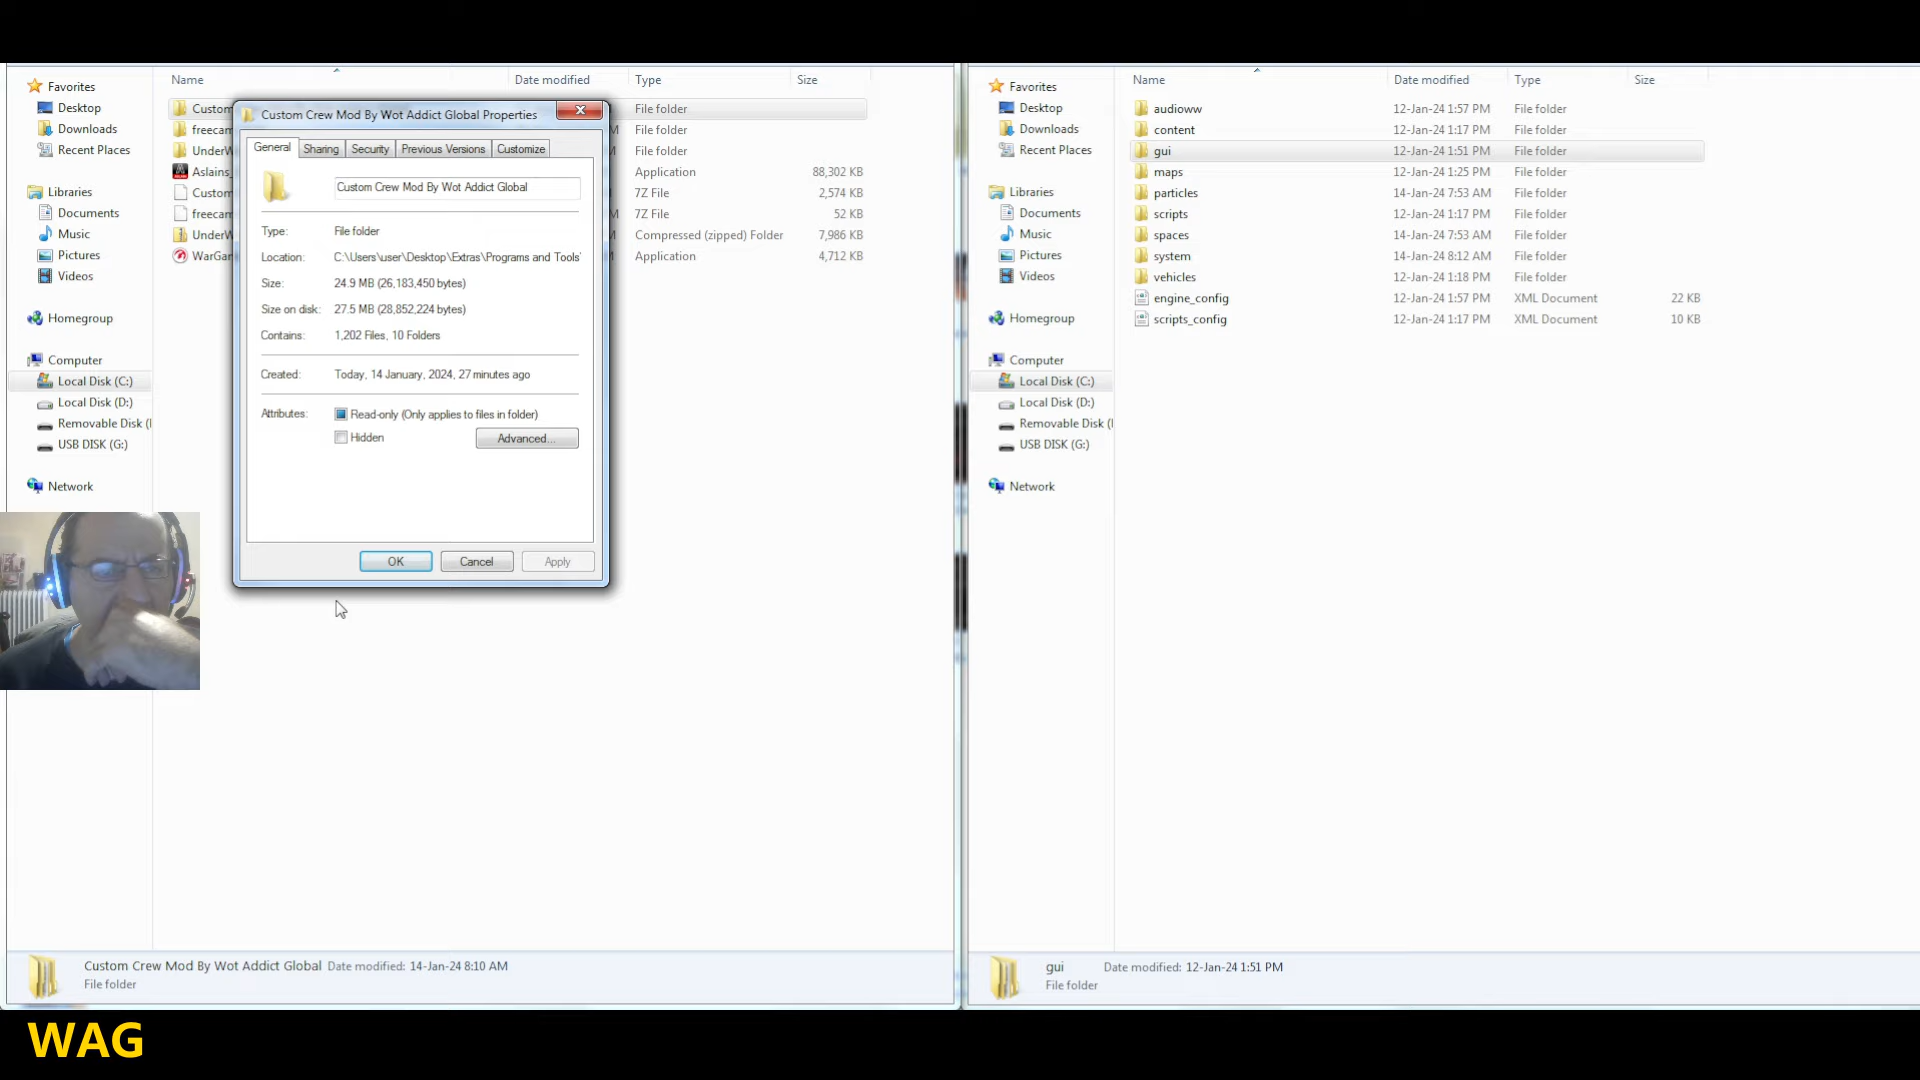 Favorites
Desktop
Downloads
Recent Places
Libraries
Documents
Music
Pictures
Videos
Homegroup
Computer
Local Disk (C:)
Local Disk (D:)
Removable Disk (
USB DISK (G:)
Network
Name Date modified Type Size
Custom File folder
freecam File folder
UnderW File folder
Aslains_ Application 88,302 KB
Custom 7Z File 2,574 KB
freecam 7Z File 52 KB
UnderW Compressed (zipped) Folder 7,986 KB
WarGam Application 4,712 KB
Custom Crew Mod By Wot Addict Global Properties
General Sharing Security Previous Versions Customize
Custom Crew Mod By Wot Addict Global
Type: File folder
Location: C:\Users\user\Desktop\Extras\Programs and Tools
Size: 24.9 MB (26,183,450 bytes)
Size on disk: 27.5 MB (28,852,224 bytes)
Contains: 1,202 Files, 10 Folders
Created: Today, 14 January, 2024, 27 minutes ago
Attributes: Read-only (Only applies to files in folder)
Hidden Advanced...
OK Cancel Apply
Custom Crew Mod By Wot Addict Global Date modified: 14-Jan-24 8:10 AM
File folder
Favorites
Desktop
Downloads
Recent Places
Libraries
Documents
Music
Pictures
Videos
Homegroup
Computer
Local Disk (C:)
Local Disk (D:)
Removable Disk (
USB DISK (G:)
Network
Name Date modified Type Size
audioww 12-Jan-24 1:57 PM File folder
content 12-Jan-24 1:17 PM File folder
gui 12-Jan-24 1:51 PM File folder
maps 12-Jan-24 1:25 PM File folder
particles 14-Jan-24 7:53 AM File folder
scripts 12-Jan-24 1:17 PM File folder
spaces 14-Jan-24 7:53 AM File folder
system 14-Jan-24 8:12 AM File folder
vehicles 12-Jan-24 1:18 PM File folder
engine_config 12-Jan-24 1:57 PM XML Document 22 KB
scripts_config 12-Jan-24 1:17 PM XML Document 10 KB
gui Date modified: 12-Jan-24 1:51 PM
File folder
WAG